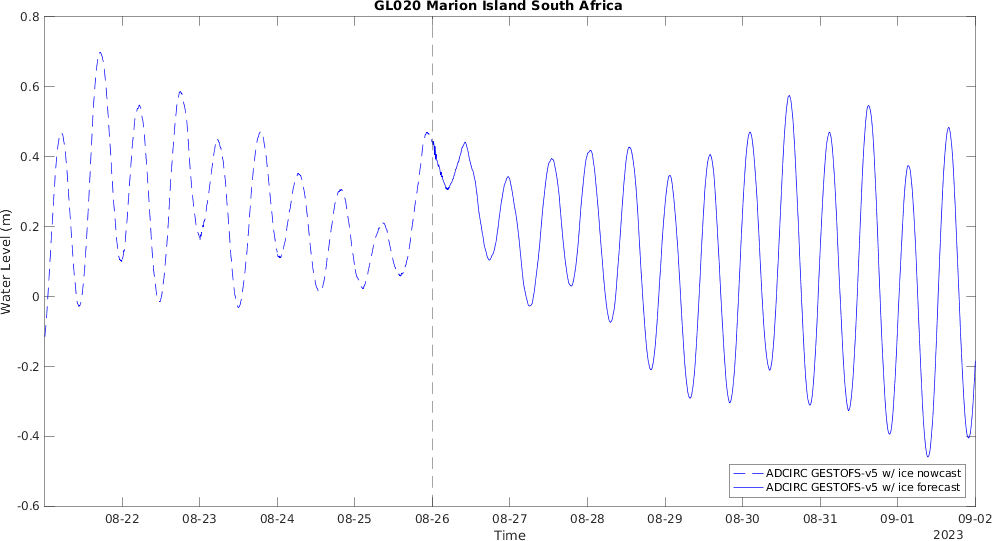 GL020 Marion Island South Africa
0.8
0.6
0.4
0.2
0
-0.2
-0.4
-0.6
Water Level (m)
ADCIRC GESTOFS-v5 w/ ice nowcast
ADCIRC GESTOFS-v5 w/ ice forecast
08-22 08-23 08-24 08-25 08-26 08-27 08-28 08-29 08-30 08-31 09-01 09-02
Time
2023